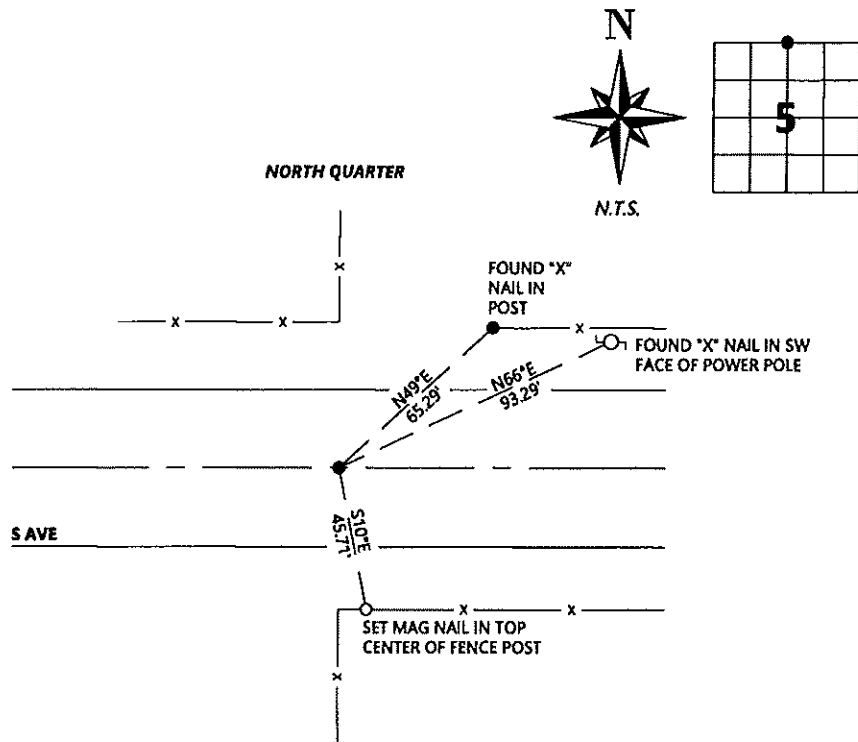 N
5
N.T.S.
NORTH QUARTER
FOUND "X"
NAIL IN
POST
FOUND "X" NAIL IN SW
FACE OF POWER POLE
N49°E
65.29'
N66°E
93.29'
S10°E
45.77'
S AVE
SET MAG NAIL IN TOP
CENTER OF FENCE POST